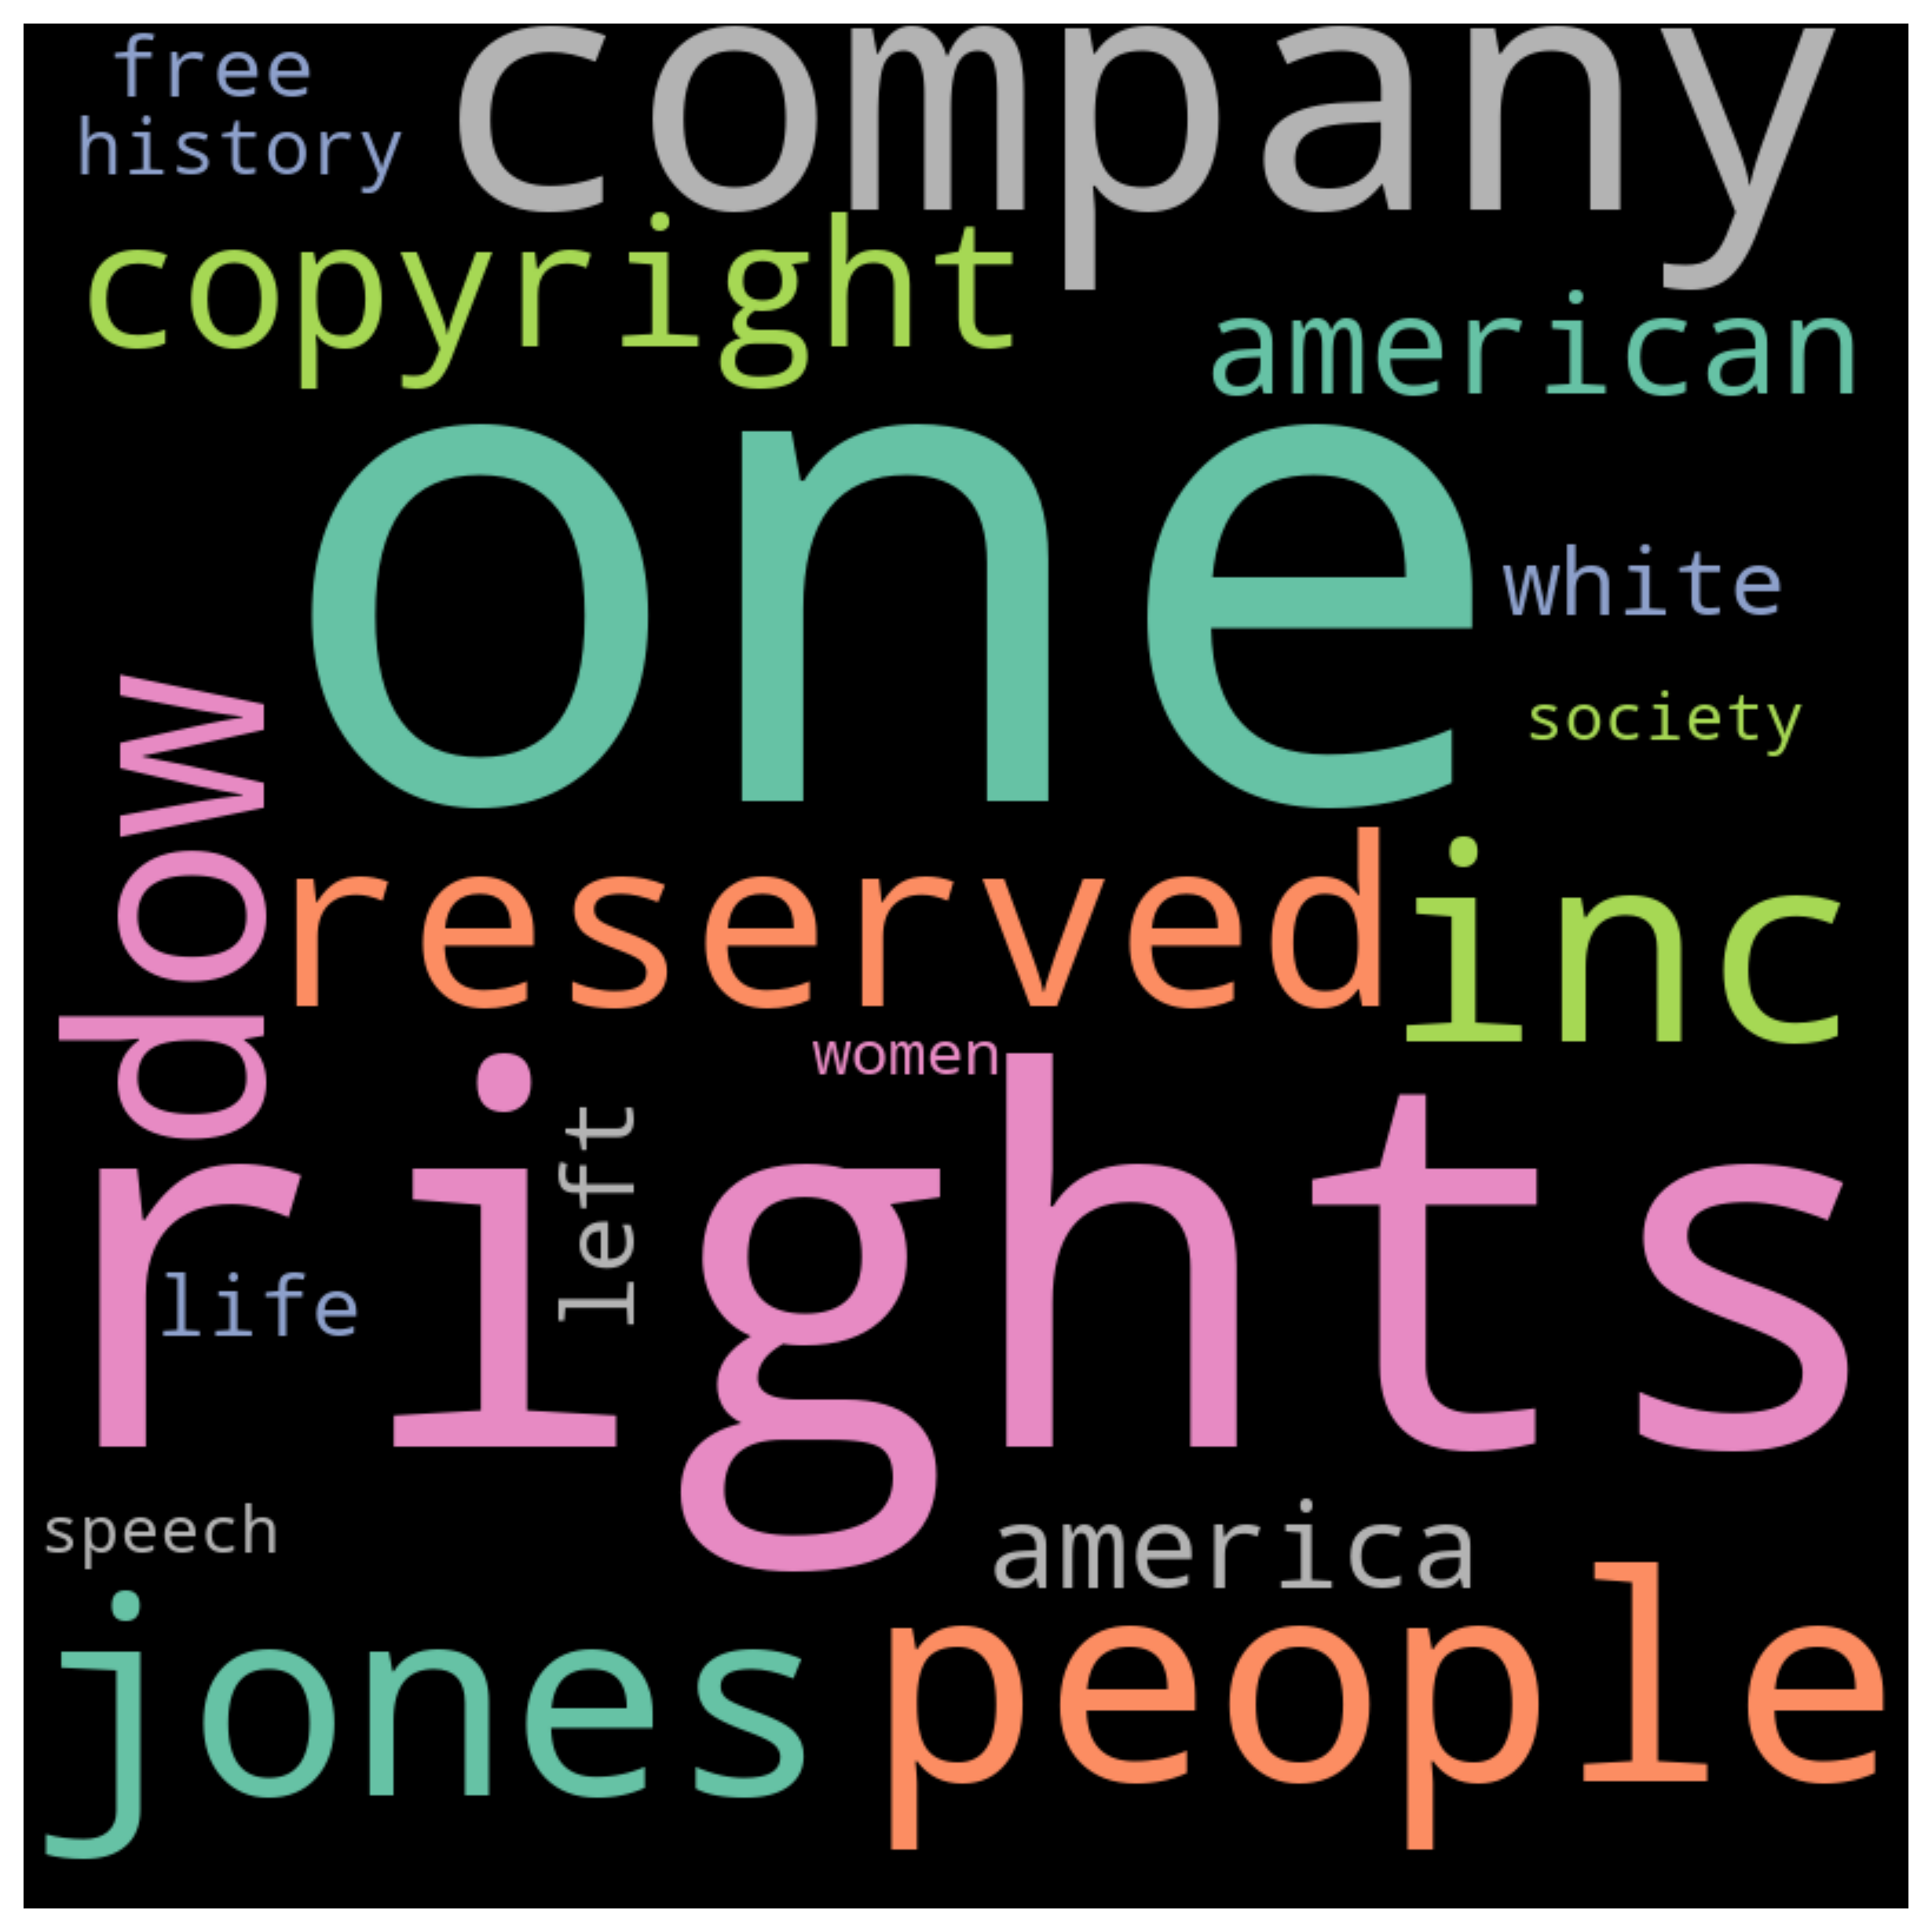 free
company
history
copyright
american
one
white
society
dow
reserved
inc
women
rights
left
life
speech
america
jones
people